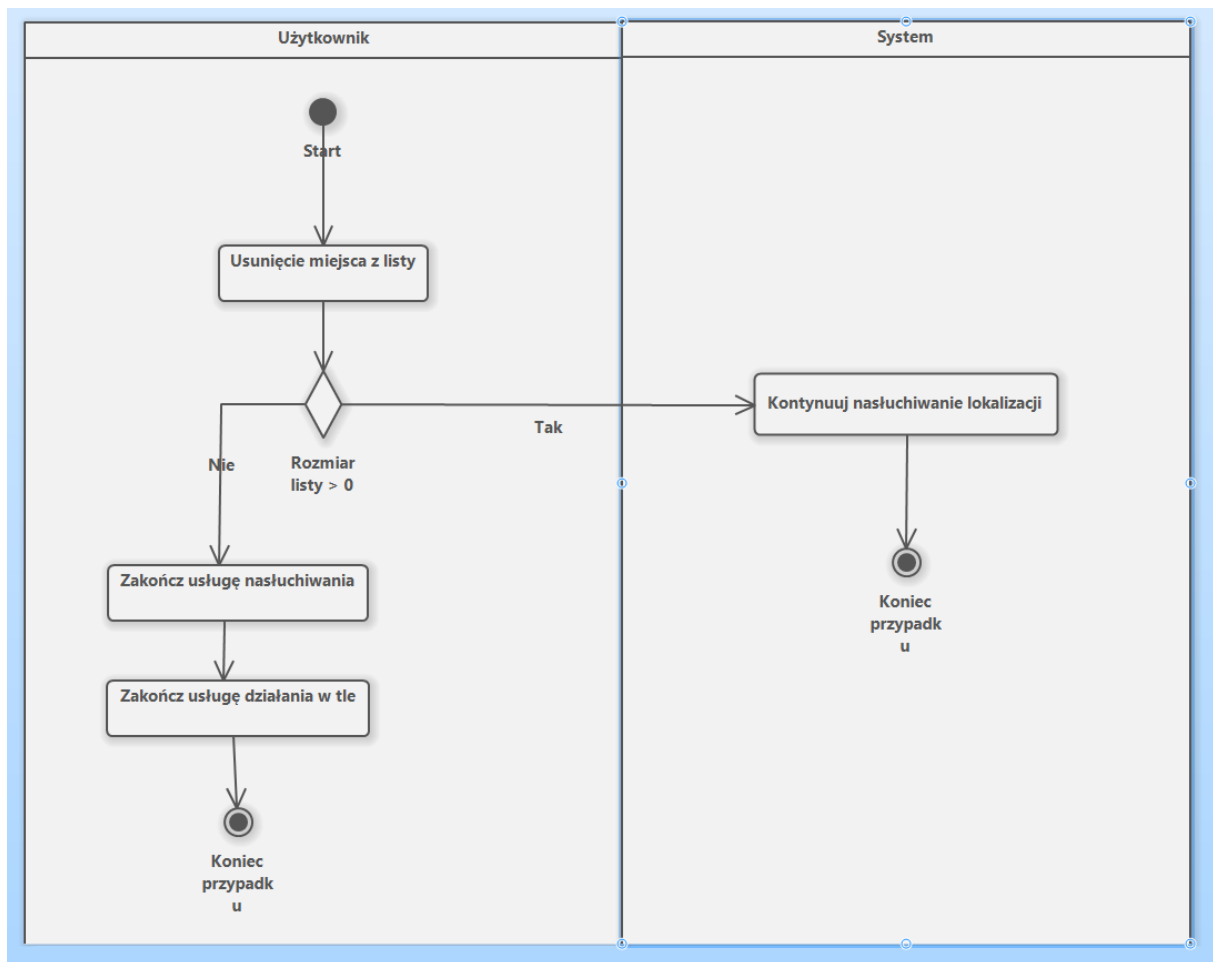 Użytkownik
System
Start
Usunięcie miejsca z listy
Kontynuuj nasłuchiwanie lokalizacji
Tak
Nie
Rozmiar
listy > 0
Zakończ usługę nasłuchiwania
Koniec
przypadk
u
Zakończ usługę działania w tle
Koniec
przypadk
u